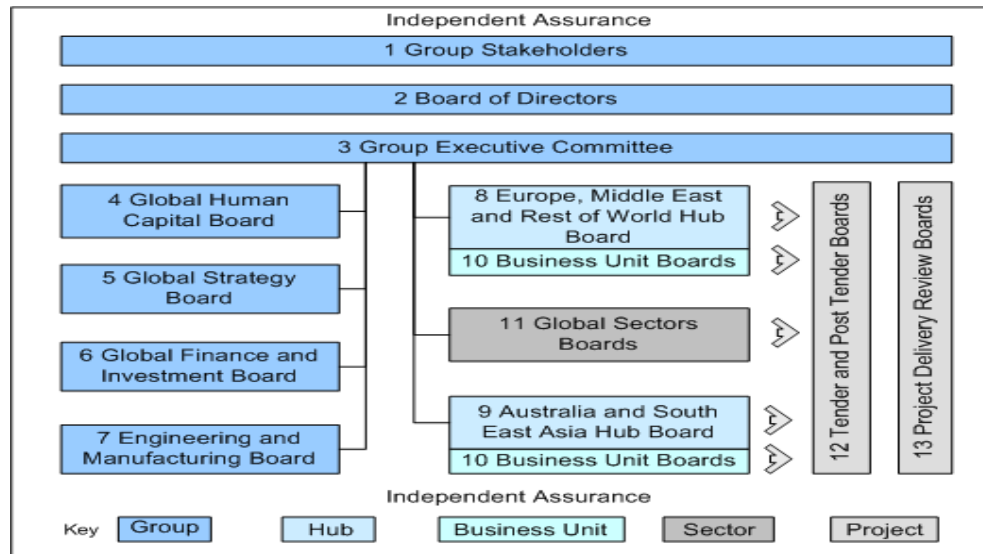 Independent Assurance
1 Group Stakeholders
2 Board of Directors
3 Group Executive Committee
4 Global Human
Capital Board
5 Global Strategy
Board
6 Global Finance and
Investment Board
7 Engineering and
Manufacturing Board
8 Europe, Middle East
and Rest of World Hub
Board
10 Business Unit Boards
11 Global Sectors
Boards
9 Australia and South
East Asia Hub Board
10 Business Unit Boards
12 Tender and Post Tender Boards
13 Project Delivery Review Boards
Independent Assurance
Key
Group
Hub
Business Unit
Sector
Project